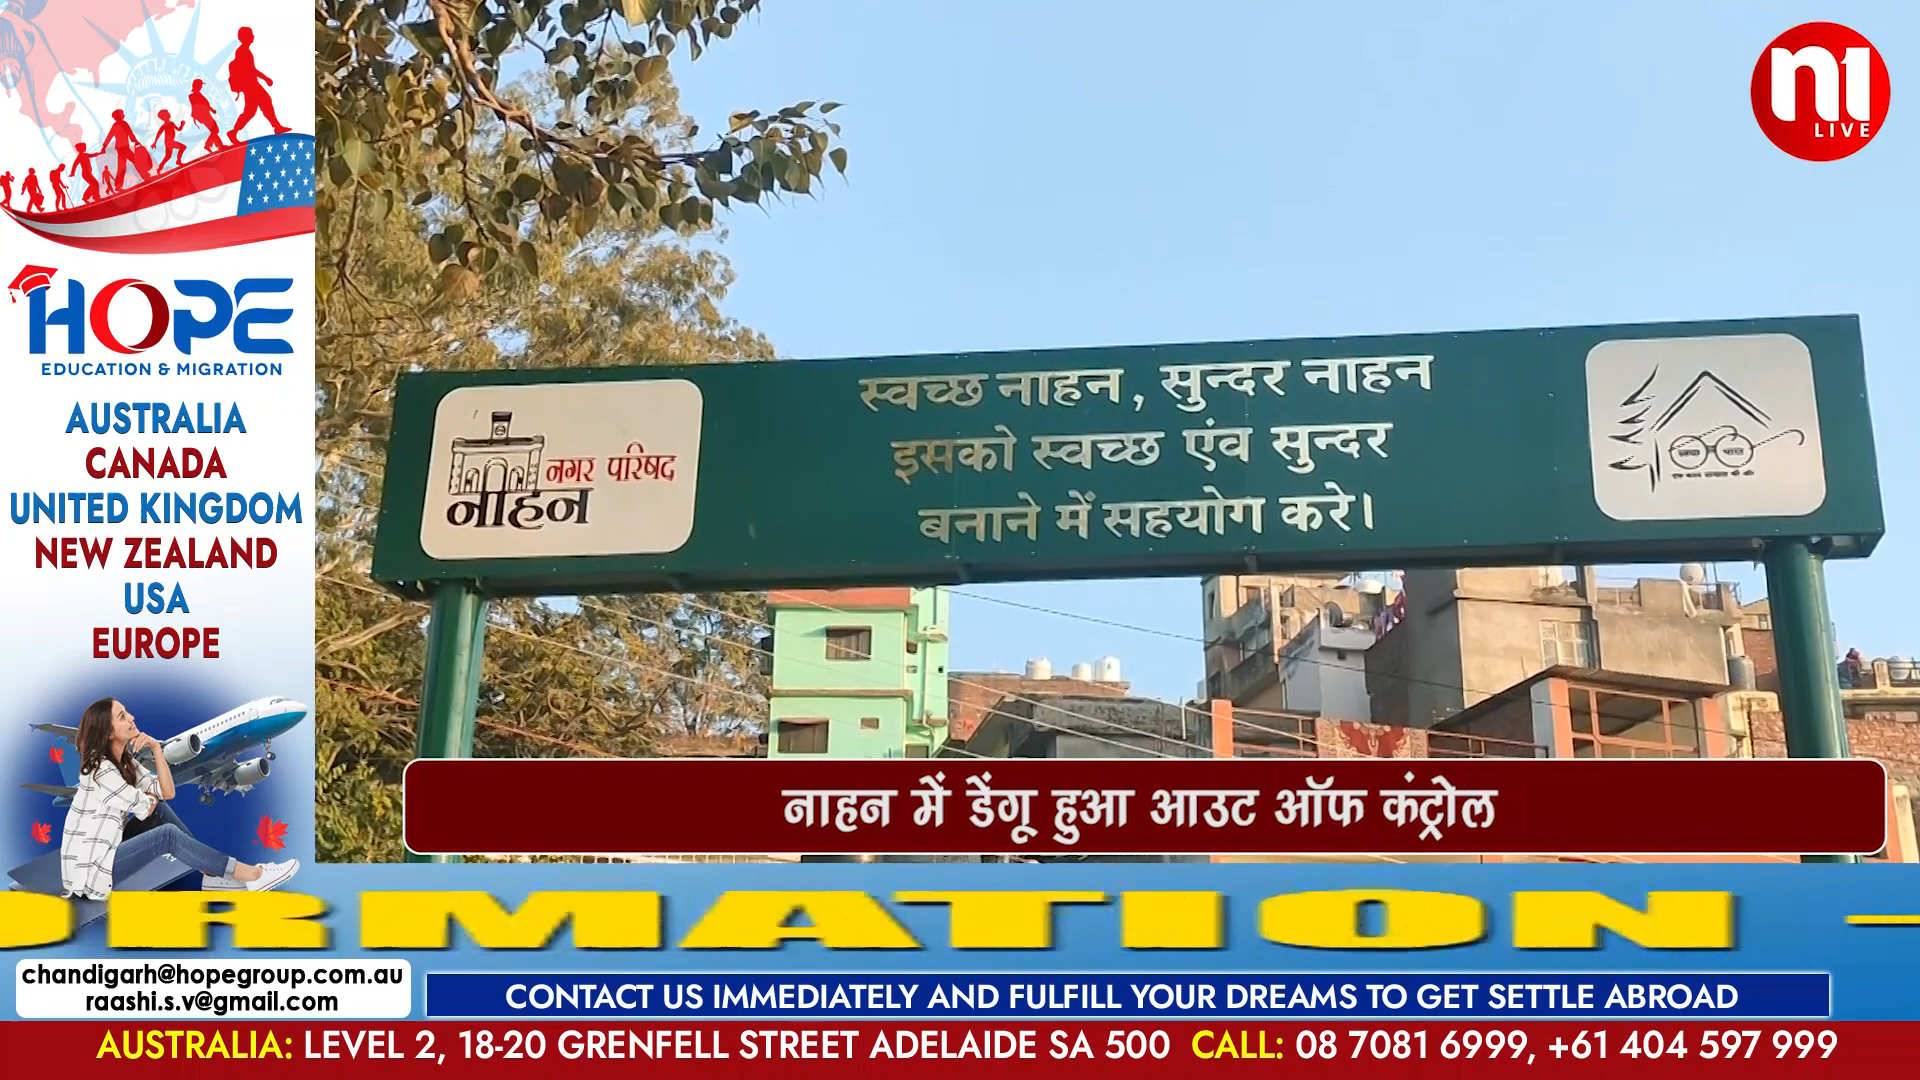 HOPE
EDUCATION & MIGRATION
AUSTRALIA
CANADA
UNITED KINGDOM
NEW ZEALAND
USA
EUROPE
n1
LIVE
नगर परिषद
नाहन
स्वच्छ नाहन, सुन्दर नाहन
इसको स्वच्छ एंव सुन्दर
बनाने में सहयोग करे।
स्वच्छ भारत
नाहन में डेंगू हुआ आउट ऑफ कंट्रोल
ORMATION -
chandigarh@hopegroup.com.au
raashi.s.v@gmail.com
CONTACT US IMMEDIATELY AND FULFILL YOUR DREAMS TO GET SETTLE ABROAD
AUSTRALIA: LEVEL 2, 18-20 GRENFELL STREET ADELAIDE SA 500 CALL: 08 7081 6999, +61 404 597 999